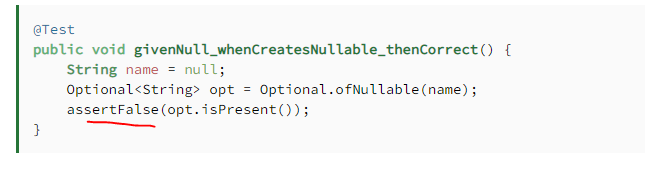 @Test
public void givenNull_whenCreatesNullable_thenCorrect() {
    String name = null;
    Optional<String> opt = Optional.ofNullable(name);
    assertFalse(opt.isPresent());
}